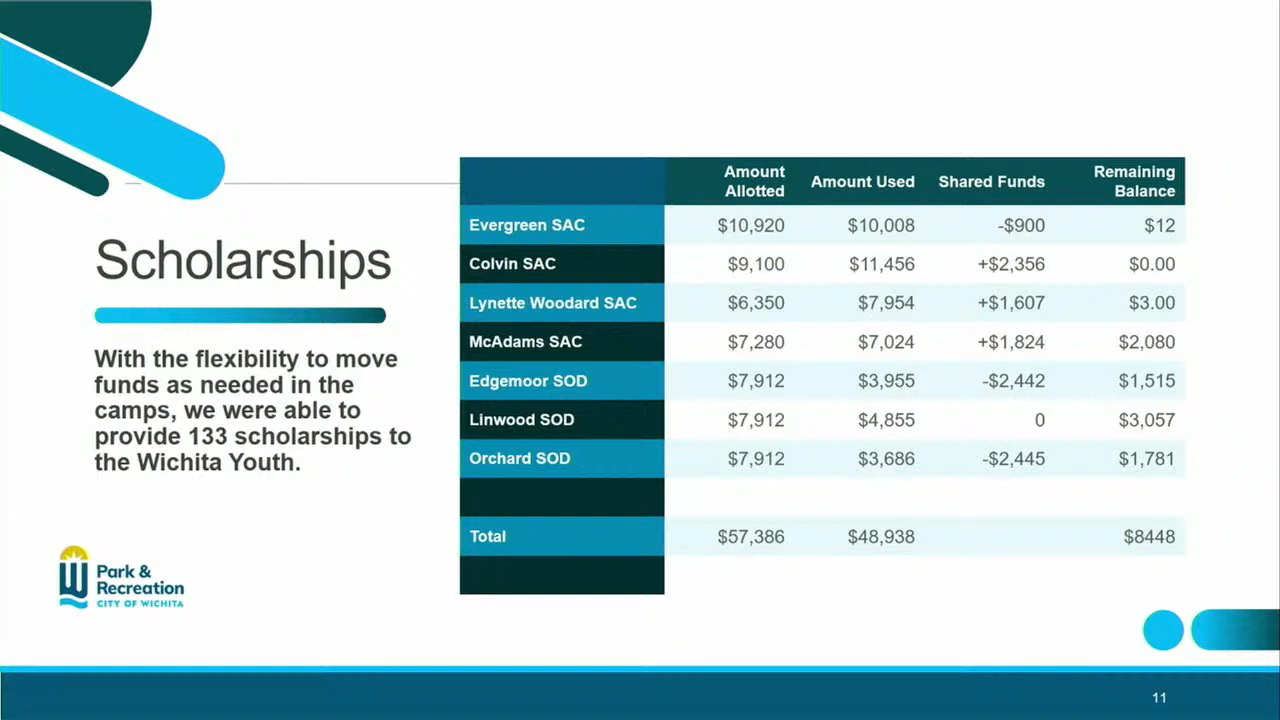 Scholarships
With the flexibility to move
funds as needed in the
camps, we were able to
provide 133 scholarships to
the Wichita Youth.
Amount Allotted Amount Used Shared Funds Remaining Balance
Evergreen SAC $10,920 $10,008 -$900 $12
Colvin SAC $9,100 $11,456 +$2,356 $0.00
Lynette Woodard SAC $6,350 $7,954 +$1,607 $3.00
McAdams SAC $7,280 $7,024 +$1,824 $2,080
Edgemoor SOD $7,912 $3,955 -$2,442 $1,515
Linwood SOD $7,912 $4,855 0 $3,057
Orchard SOD $7,912 $3,686 -$2,445 $1,781
Total $57,386 $48,938 $8448
Park &
Recreation
CITY OF WICHITA
11